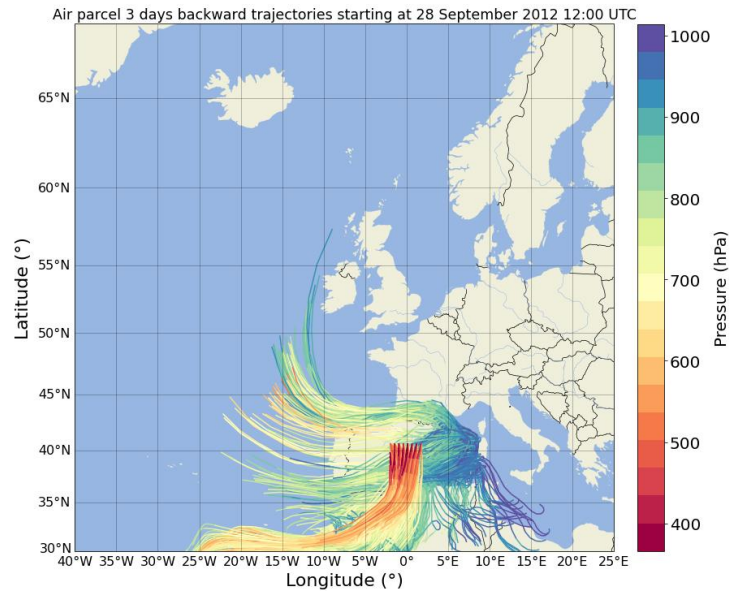 Air parcel 3 days backward trajectories starting at 28 September 2012 12:00 UTC
65°N
60°N
55°N
50°N
45°N
40°N
35°N
30°N
40°W 35°W 30°W 25°W 20°W 15°W 10°W 5°W 0°W 5°E 10°E 15°E 20°E 25°E
Longitude (°)
Latitude (°)
1000
900
800
700
600
500
400
Pressure (hPa)